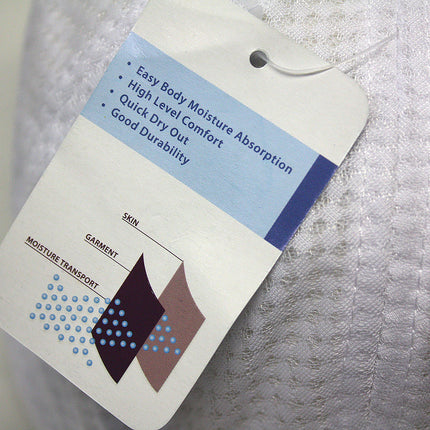 • Easy Body Moisture Absorption
• High Level Comfort
• Quick Dry Out
• Good Durability
SKIN
GARMENT
MOISTURE TRANSPORT